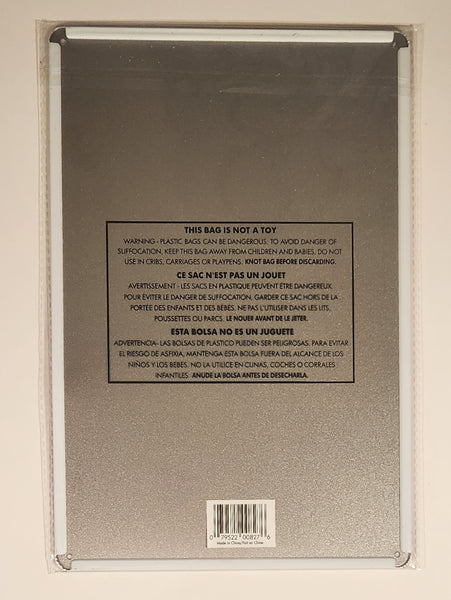 THIS BAG IS NOT A TOY
WARNING - PLASTIC BAGS CAN BE DANGEROUS. TO AVOID DANGER OF
SUFFOCATION, KEEP THIS BAG AWAY FROM CHILDREN AND BABIES. DO NOT
USE IN CRIBS, CARRIAGES OR PLAYPENS. KNOT BAG BEFORE DISCARDING.
CE SAC N'EST PAS UN JOUET
AVERTISSEMENT - LES SACS EN PLASTIQUE PEUVENT ÊTRE DANGEREUX.
POUR ÉVITER LE DANGER DE SUFFOCATION, GARDER CE SAC HORS DE LA
PORTÉE DES ENFANTS ET DES BÉBÉS. NE PAS L'UTILISER DANS LES LITS,
POUSSETTES OU PARCS. LE NOUER AVANT DE LE JETER.
ESTA BOLSA NO ES UN JUGUETE
ADVERTENCIA- LAS BOLSAS DE PLÁSTICO PUEDEN SER PELIGROSAS. PARA EVITAR
EL RIESGO DE ASFIXIA, MANTENGA ESTA BOLSA FUERA DEL ALCANCE DE LOS
NIÑOS Y LOS BEBÉS. NO LA UTILICE EN CUNAS, COCHES O CORRALES
INFANTILES. ANUDE LA BOLSA ANTES DE DESECHARLA.
0 79522 00827 6
Made in China/Fait en Chine